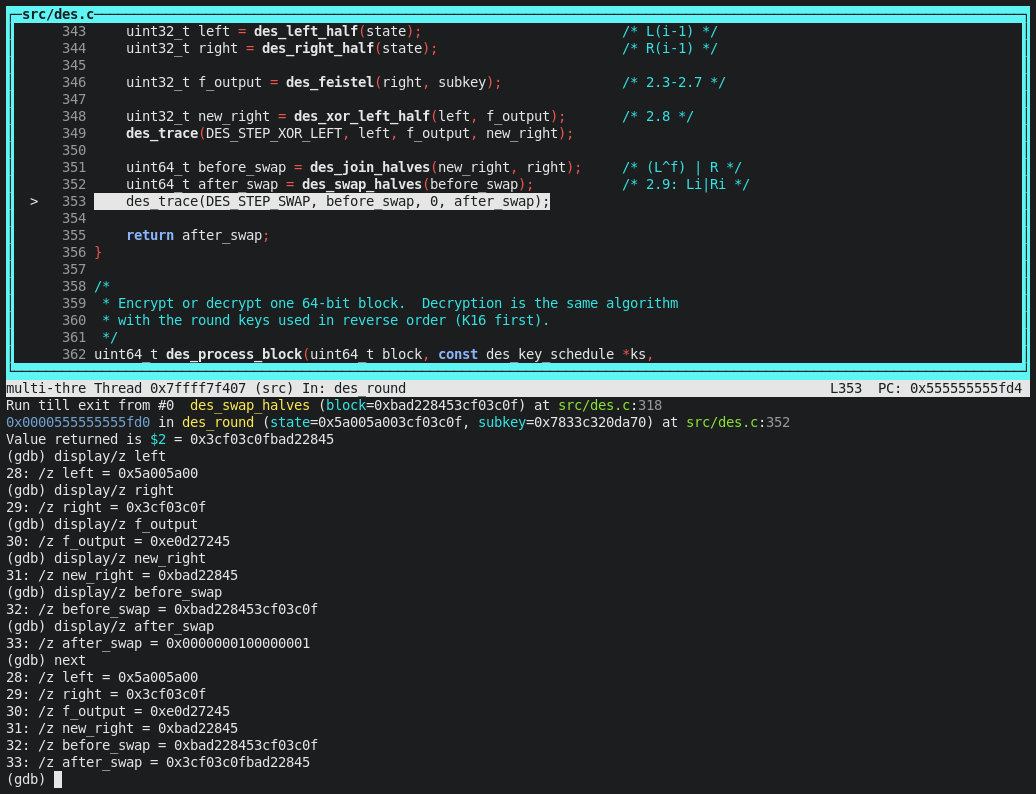 src/des.c
343     uint32_t left = des_left_half(state);                         /* L(i-1) */
344     uint32_t right = des_right_half(state);                       /* R(i-1) */
345
346     uint32_t f_output = des_feistel(right, subkey);               /* 2.3-2.7 */
347
348     uint32_t new_right = des_xor_left_half(left, f_output);       /* 2.8 */
349     des_trace(DES_STEP_XOR_LEFT, left, f_output, new_right);
350
351     uint64_t before_swap = des_join_halves(new_right, right);     /* (L^f) | R */
352     uint64_t after_swap = des_swap_halves(before_swap);           /* 2.9: Li|Ri */
> 353     des_trace(DES_STEP_SWAP, before_swap, 0, after_swap);
354
355     return after_swap;
356 }
357
358 /*
359  * Encrypt or decrypt one 64-bit block.  Decryption is the same algorithm
360  * with the round keys used in reverse order (K16 first).
361  */
362 uint64_t des_process_block(uint64_t block, const des_key_schedule *ks,
multi-thre Thread 0x7ffff7f407 (src) In: des_round                                                     L353  PC: 0x555555555fd4
Run till exit from #0  des_swap_halves (block=0xbad228453cf03c0f) at src/des.c:318
0x0000555555555fd0 in des_round (state=0x5a005a003cf03c0f, subkey=0x7833c320da70) at src/des.c:352
Value returned is $2 = 0x3cf03c0fbad22845
(gdb) display/z left
28: /z left = 0x5a005a00
(gdb) display/z right
29: /z right = 0x3cf03c0f
(gdb) display/z f_output
30: /z f_output = 0xe0d27245
(gdb) display/z new_right
31: /z new_right = 0xbad22845
(gdb) display/z before_swap
32: /z before_swap = 0xbad228453cf03c0f
(gdb) display/z after_swap
33: /z after_swap = 0x0000000100000001
(gdb) next
28: /z left = 0x5a005a00
29: /z right = 0x3cf03c0f
30: /z f_output = 0xe0d27245
31: /z new_right = 0xbad22845
32: /z before_swap = 0xbad228453cf03c0f
33: /z after_swap = 0x3cf03c0fbad22845
(gdb)